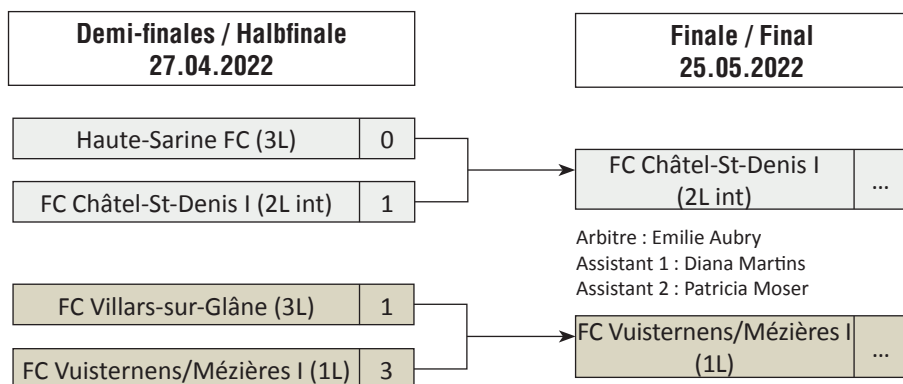 Demi-finales / Halbfinale
27.04.2022
Haute-Sarine FC (3L) 0
FC Châtel-St-Denis I (2L int) 1
FC Villars-sur-Glâne (3L) 1
FC Vuisternens/Mézières I (1L) 3
Finale / Final
25.05.2022
FC Châtel-St-Denis I
(2L int) ...
Arbitre : Emilie Aubry
Assistant 1 : Diana Martins
Assistant 2 : Patricia Moser
FC Vuisternens/Mézières I
(1L) ...